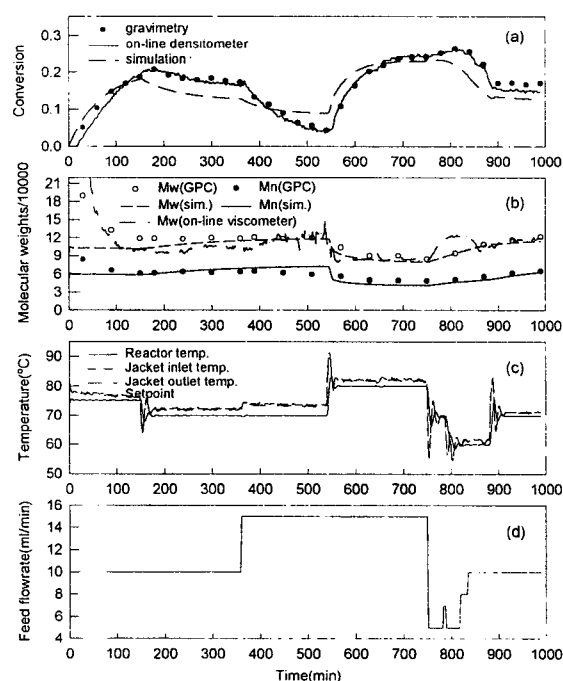 (a)
gravimetry
on-line densitometer
simulation
Conversion
0.3
0.2
0.1
0.0
0 100 200 300 400 500 600 700 800 900 1000
(b)
Mw(GPC) Mn(GPC)
Mw(sim.) Mn(sim.)
Mw(on-line viscometer)
Molecular weights/10000
21
18
15
12
9
6
3
0
0 100 200 300 400 500 600 700 800 900 1000
(c)
Reactor temp.
Jacket inlet temp.
Jacket outlet temp.
Setpoint
Temperature(°C)
90
80
70
60
50
0 100 200 300 400 500 600 700 800 900 1000
(d)
Feed flowrate(ml/min)
16
14
12
10
8
6
4
0 100 200 300 400 500 600 700 800 900 1000
Time(min)